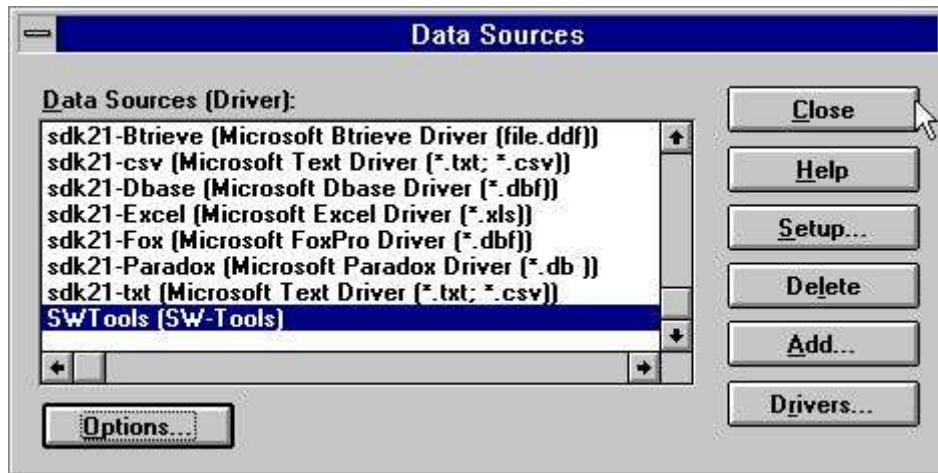 Data Sources
Data Sources (Driver):
sdk21-Btrieve (Microsoft Btrieve Driver (file.ddf))
sdk21-csv (Microsoft Text Driver (*.txt; *.csv))
sdk21-Dbase (Microsoft Dbase Driver (*.dbf))
sdk21-Excel (Microsoft Excel Driver (*.xls))
sdk21-Fox (Microsoft FoxPro Driver (*.dbf))
sdk21-Paradox (Microsoft Paradox Driver (*.db ))
sdk21-txt (Microsoft Text Driver (*.txt; *.csv))
SWTools (SW-Tools)
Options...
Close
Help
Setup...
Delete
Add...
Drivers...